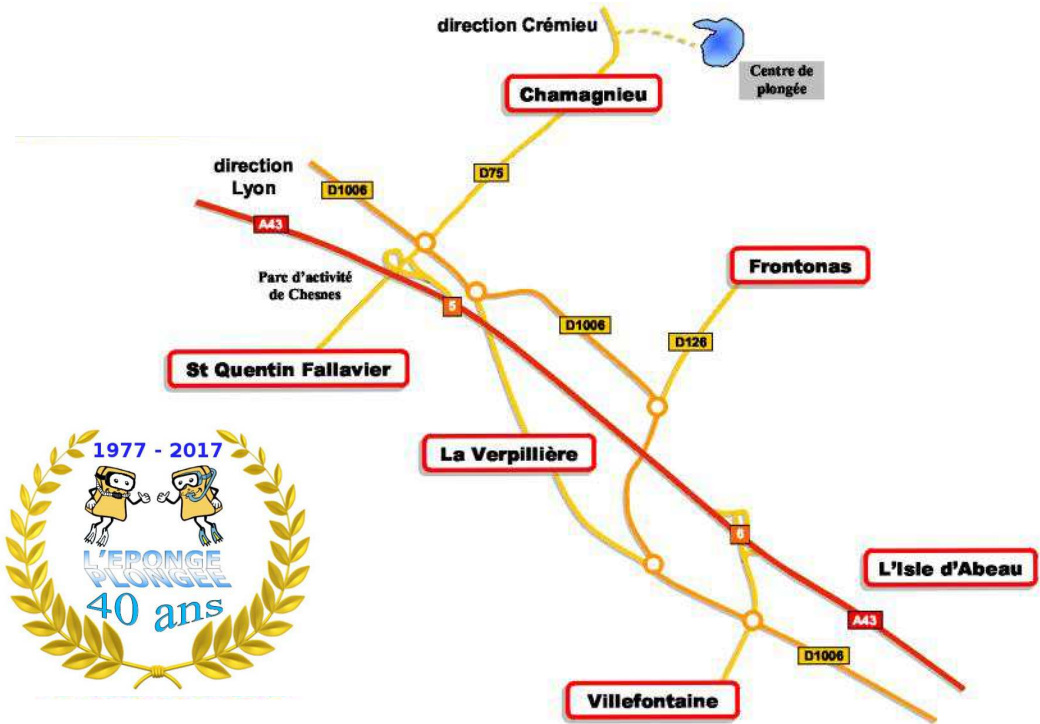 direction Crémieu
Centre de
plongée
Chamagnieu
direction
Lyon
D1006
D75
A43
Parc d'activité
de Chesnes
5
Frontonas
D1006
D126
St Quentin Fallavier
La Verpillière
6
L'Isle d'Abeau
A43
D1006
Villefontaine
1977 - 2017
L'EPONGE
PLONGÉE
40 ans